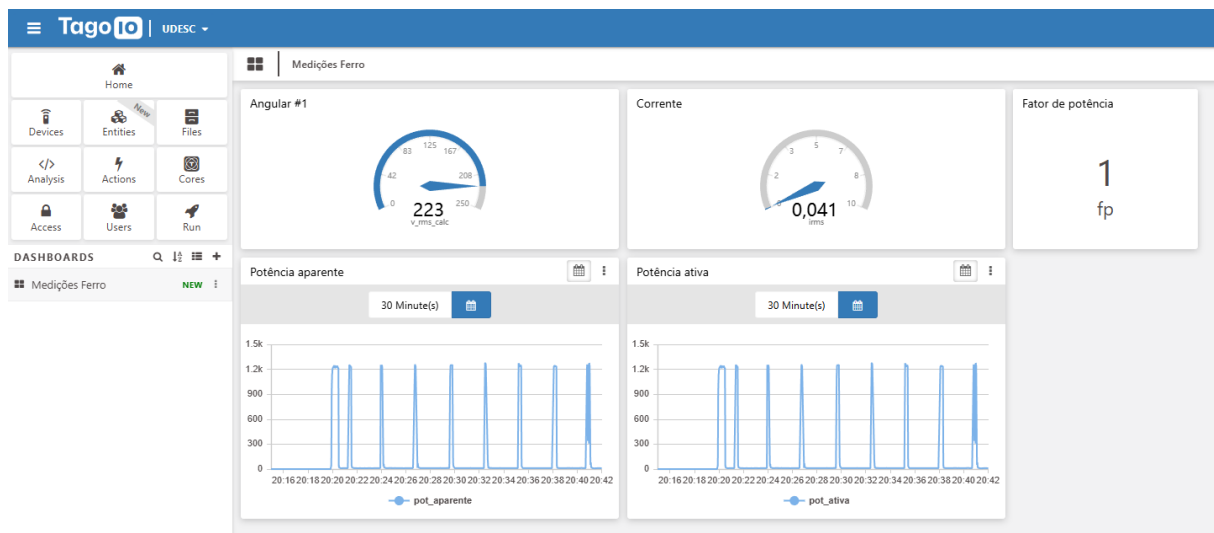 Tago IO | UDESC
Medições Ferro
Home
New
Devices Entities Files
Analysis Actions Cores
Access Users Run
DASHBOARDS
Medições Ferro NEW
Angular #1
0 42 83 125 167 208 250
223
v_rms_calc
Corrente
0 2 3 5 7 8 10
0,041
irms
Fator de potência
1
fp
Potência aparente
30 Minute(s)
1.5k
1.2k
900
600
300
0
20:16 20:18 20:20 20:22 20:24 20:26 20:28 20:30 20:32 20:34 20:36 20:38 20:40 20:42
pot_aparente
Potência ativa
30 Minute(s)
1.5k
1.2k
900
600
300
0
20:16 20:18 20:20 20:22 20:24 20:26 20:28 20:30 20:32 20:34 20:36 20:38 20:40 20:42
pot_ativa